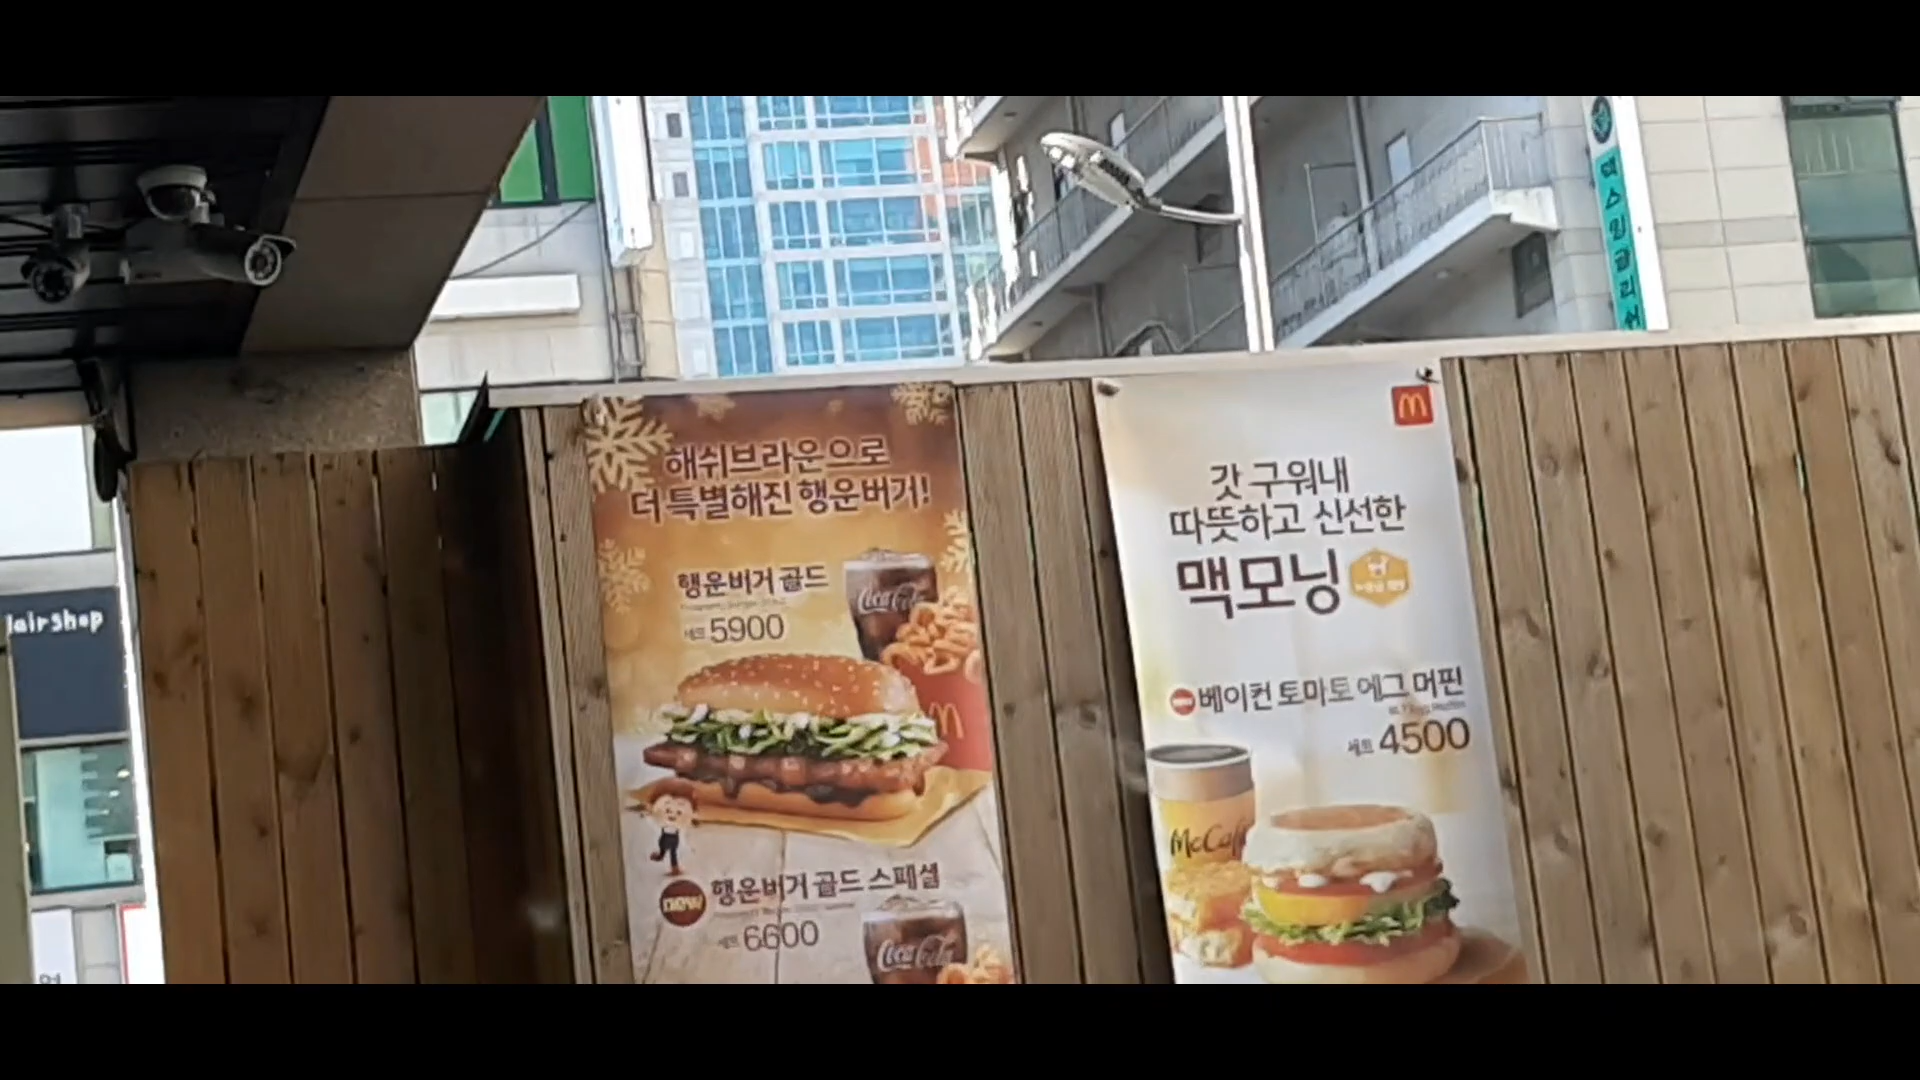 Hair shop
해쉬브라운으로
더 특별해진 행운버거!
행운버거 골드
세트 5900
Coca-Cola
new
행운버거 골드 스페셜
세트 6600
Coca-Cola
갓 구워내
따뜻하고 신선한
맥모닝
베이컨 토마토 에그 머핀
세트 4500
McCafé